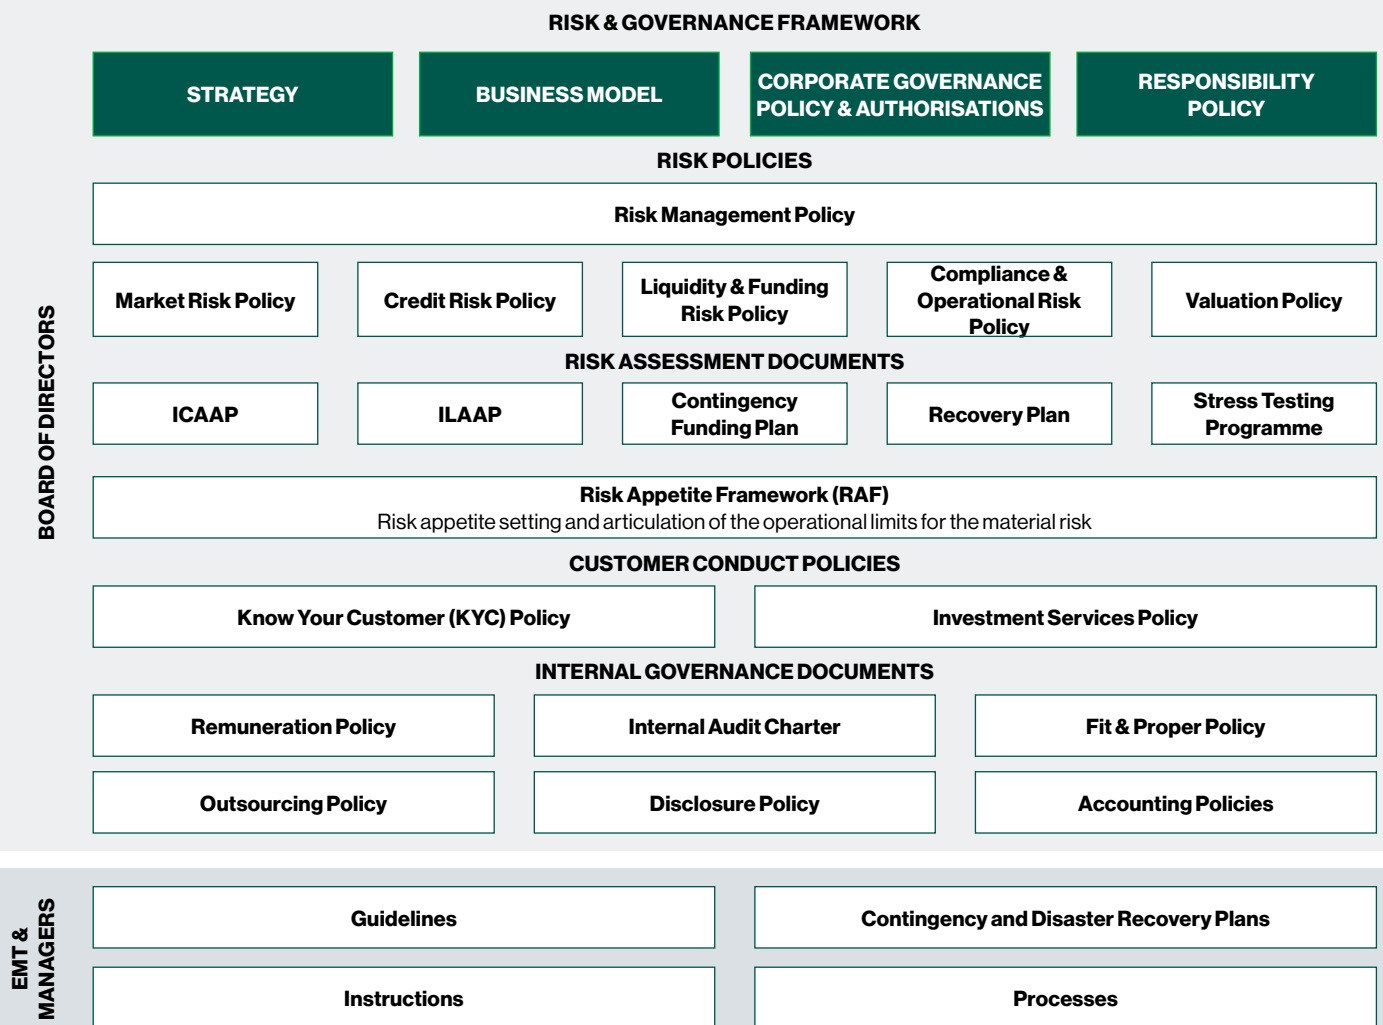 RISK & GOVERNANCE FRAMEWORK
STRATEGY
BUSINESS MODEL
CORPORATE GOVERNANCE
POLICY & AUTHORISATIONS
RESPONSIBILITY
POLICY
RISK POLICIES
Risk Management Policy
Market Risk Policy
Credit Risk Policy
Liquidity & Funding
Risk Policy
Compliance &
Operational Risk
Policy
Valuation Policy
RISK ASSESSMENT DOCUMENTS
ICAAP
ILAAP
Contingency
Funding Plan
Recovery Plan
Stress Testing
Programme
Risk Appetite Framework (RAF)
Risk appetite setting and articulation of the operational limits for the material risk
CUSTOMER CONDUCT POLICIES
Know Your Customer (KYC) Policy
Investment Services Policy
INTERNAL GOVERNANCE DOCUMENTS
Remuneration Policy
Internal Audit Charter
Fit & Proper Policy
Outsourcing Policy
Disclosure Policy
Accounting Policies
BOARD OF DIRECTORS
Guidelines
Contingency and Disaster Recovery Plans
Instructions
Processes
EMT &
MANAGERS